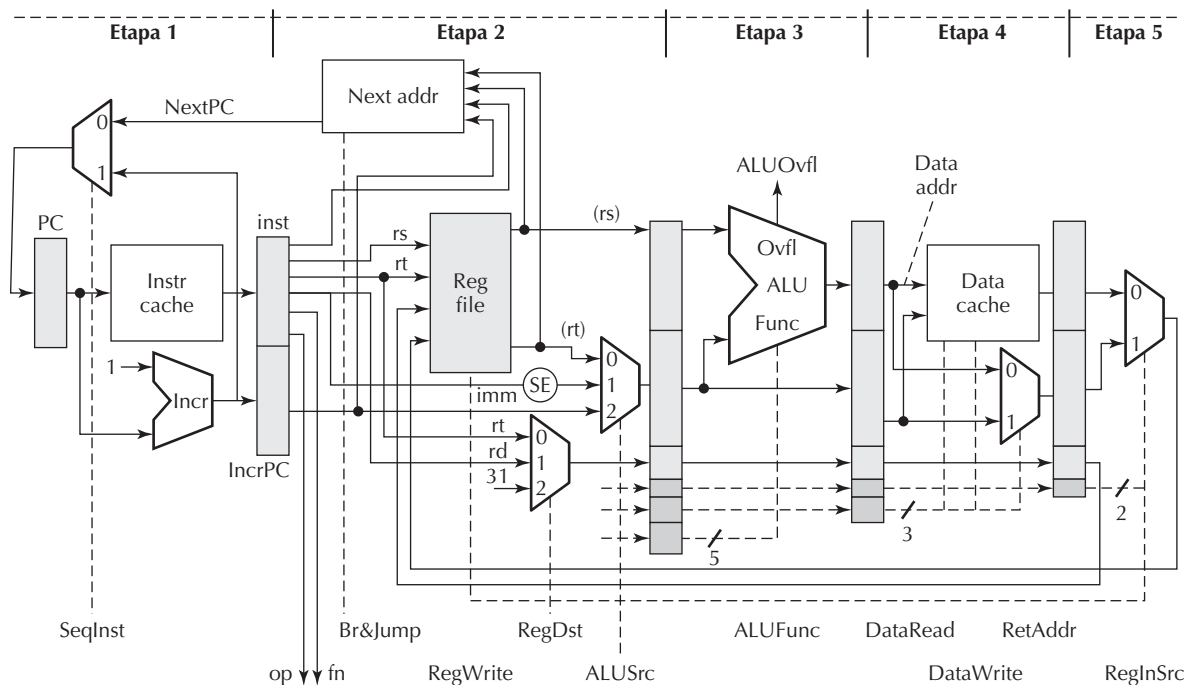 Etapa 1 Etapa 2 Etapa 3 Etapa 4 Etapa 5
Next addr
NextPC
0
1
PC
inst
Instr
cache
1
Incr
IncrPC
rs
rt
Reg
file
(rs)
(rt)
imm
SE
0
1
2
rt
rd
31
0
1
2
ALUOvfl
Ovfl
ALU
Func
5
Data
addr
Data
cache
0
1
3
0
1
2
SeqInst
op
fn
Br&Jump
RegWrite
RegDst
ALUSrc
ALUFunc
DataRead
DataWrite
RetAddr
RegInSrc